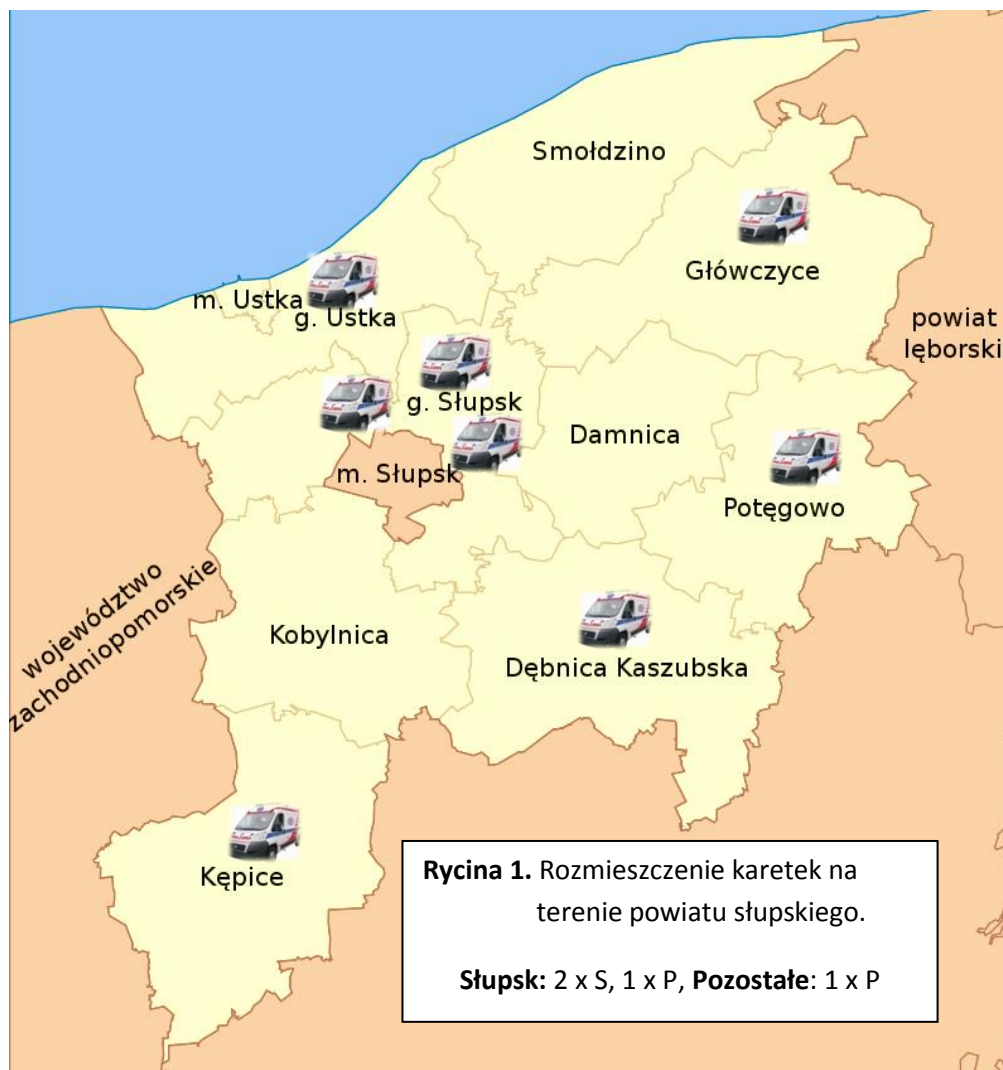 Smołdzino
Główczyce
m. Ustka
g. Ustka
powiat
lęborski
g. Słupsk
Damnica
m. Słupsk
Potęgowo
województwo
zachodniopomorskie
Kobylnica
Dębnica Kaszubska
Kępice
Rycina 1. Rozmieszczenie karetek na
terenie powiatu słupskiego.
Słupsk: 2 x S, 1 x P, Pozostałe: 1 x P